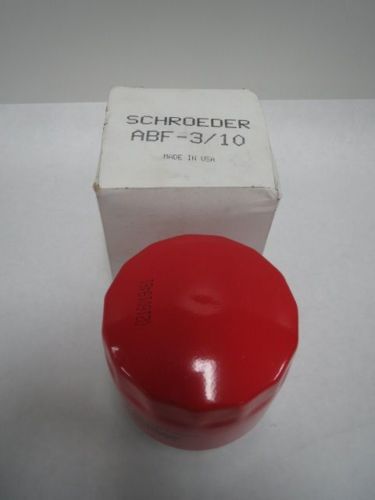 SCHROEDER
ABF-3/10
MADE IN USA